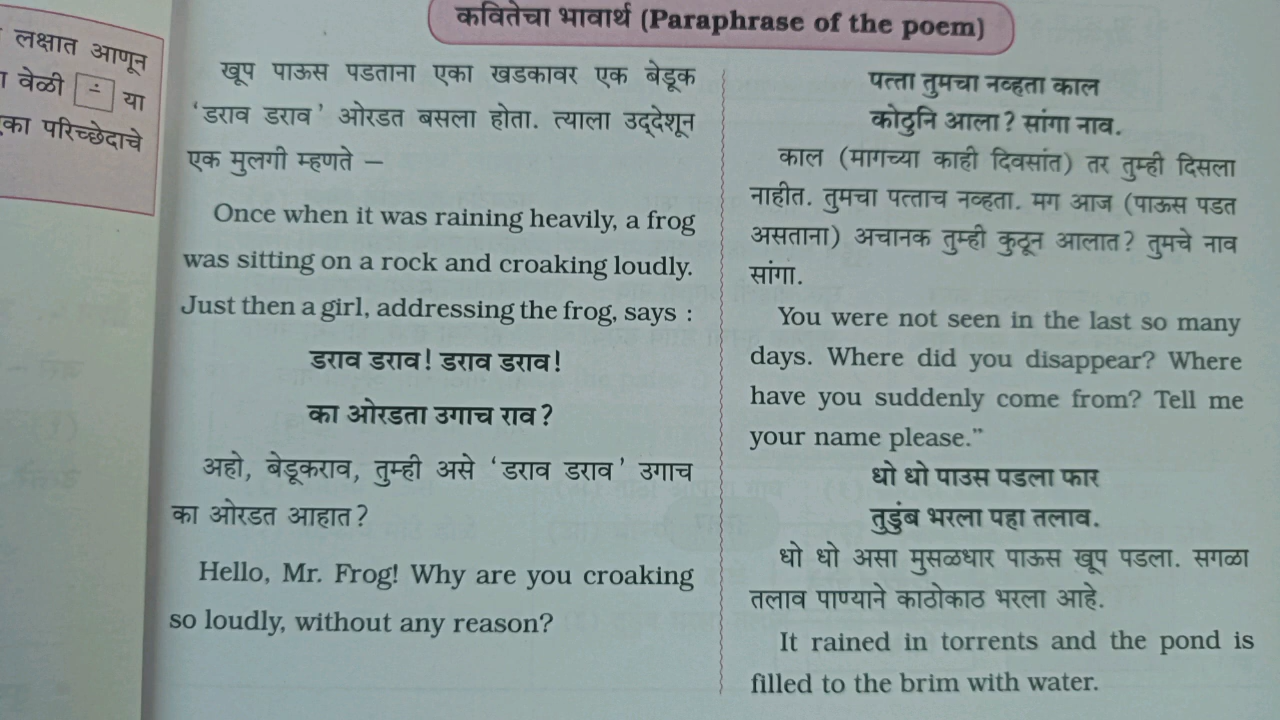 लक्षात आणून
वेळी ÷ या
का परिच्छेदाचे
कवितेचा भावार्थ (Paraphrase of the poem)
खूप पाऊस पडताना एका खडकावर एक बेडूक
‘डराव डराव’ ओरडत बसला होता. त्याला उद्देशून
एक मुलगी म्हणते –
Once when it was raining heavily, a frog
was sitting on a rock and croaking loudly.
Just then a girl, addressing the frog, says :
डराव डराव! डराव डराव!
का ओरडता उगाच राव?
अहो, बेडूकराव, तुम्ही असे ‘डराव डराव’ उगाच
का ओरडत आहात?
Hello, Mr. Frog! Why are you croaking
so loudly, without any reason?
पत्ता तुमचा नव्हता काल
कोठुनि आला? सांगा नाव.
काल (मागच्या काही दिवसांत) तर तुम्ही दिसला
नाहीत. तुमचा पत्ताच नव्हता. मग आज (पाऊस पडत
असताना) अचानक तुम्ही कुठून आलात? तुमचे नाव
सांगा.
You were not seen in the last so many
days. Where did you disappear? Where
have you suddenly come from? Tell me
your name please.”
धो धो पाउस पडला फार
तुडुंब भरला पहा तलाव.
धो धो असा मुसळधार पाऊस खूप पडला. सगळा
तलाव पाण्याने काठोकाठ भरला आहे.
It rained in torrents and the pond is
filled to the brim with water.